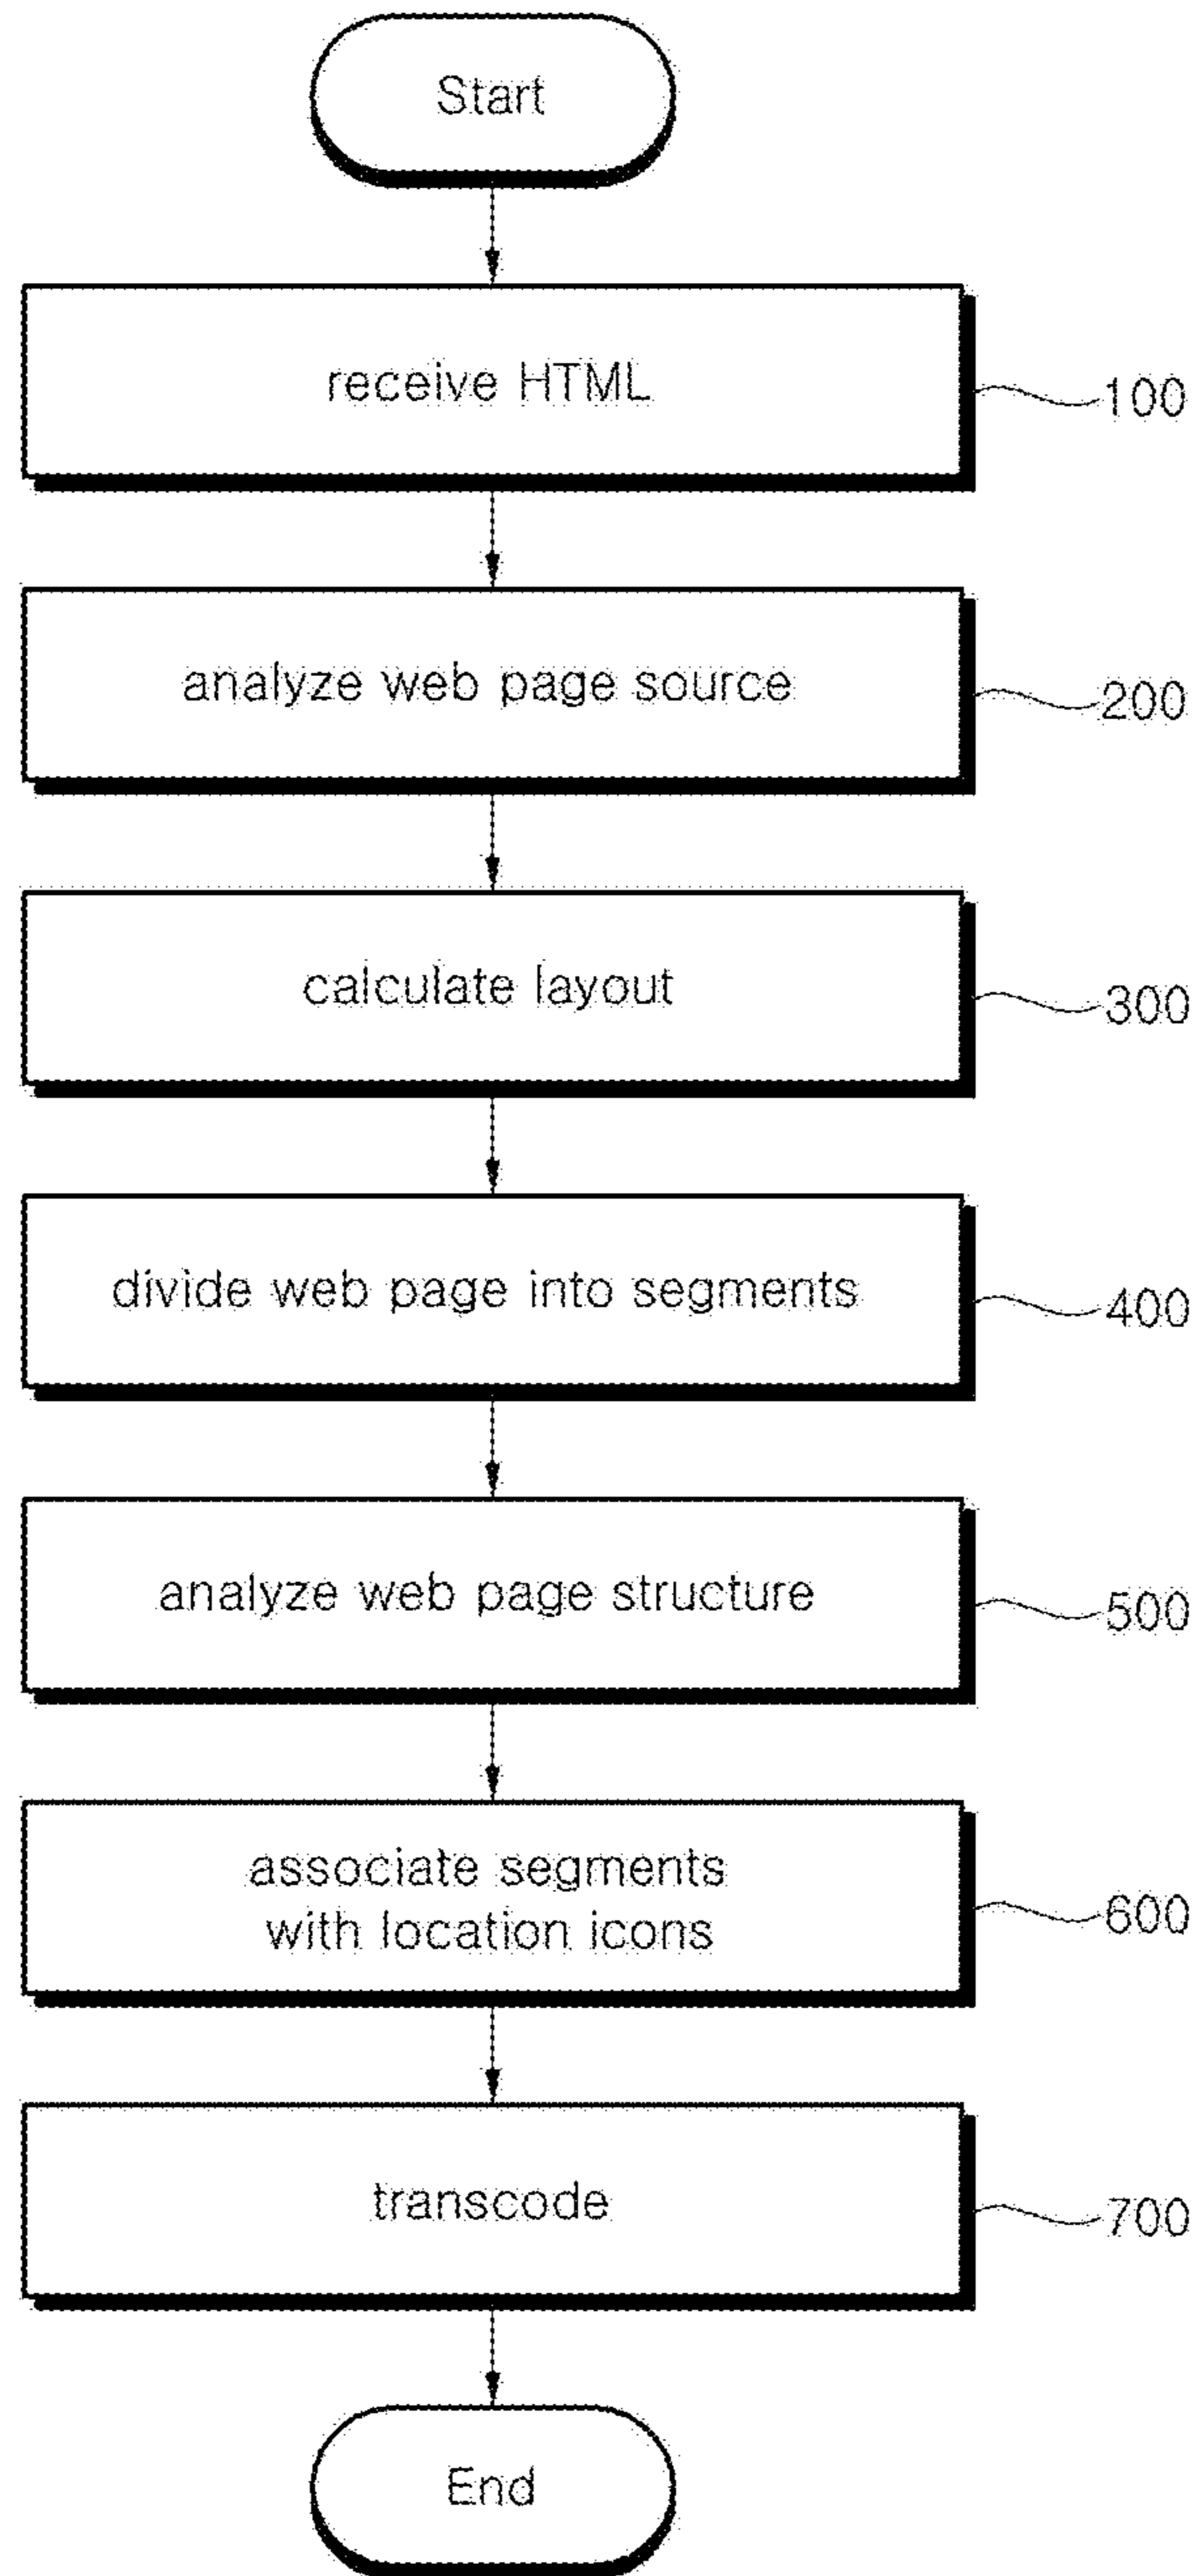 Start
receive HTML
100
analyze web page source
200
calculate layout
300
divide web page into segments
400
analyze web page structure
500
associate segments
with location icons
600
transcode
700
End